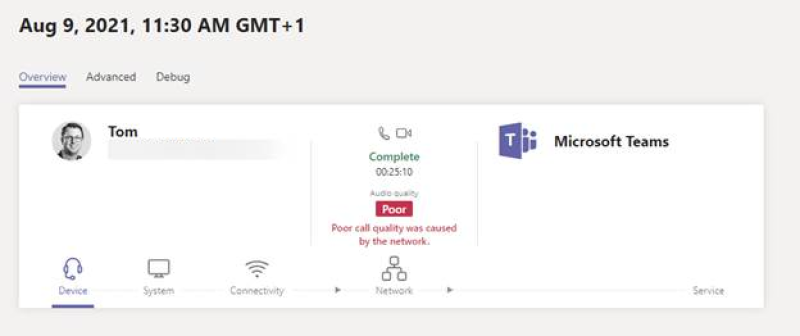 Aug 9, 2021, 11:30 AM GMT+1
Overview Advanced Debug
Tom
Complete
00:25:10
Audio quality
Poor
Poor call quality was caused
by the network.
T
Microsoft Teams
Device System Connectivity Network Service